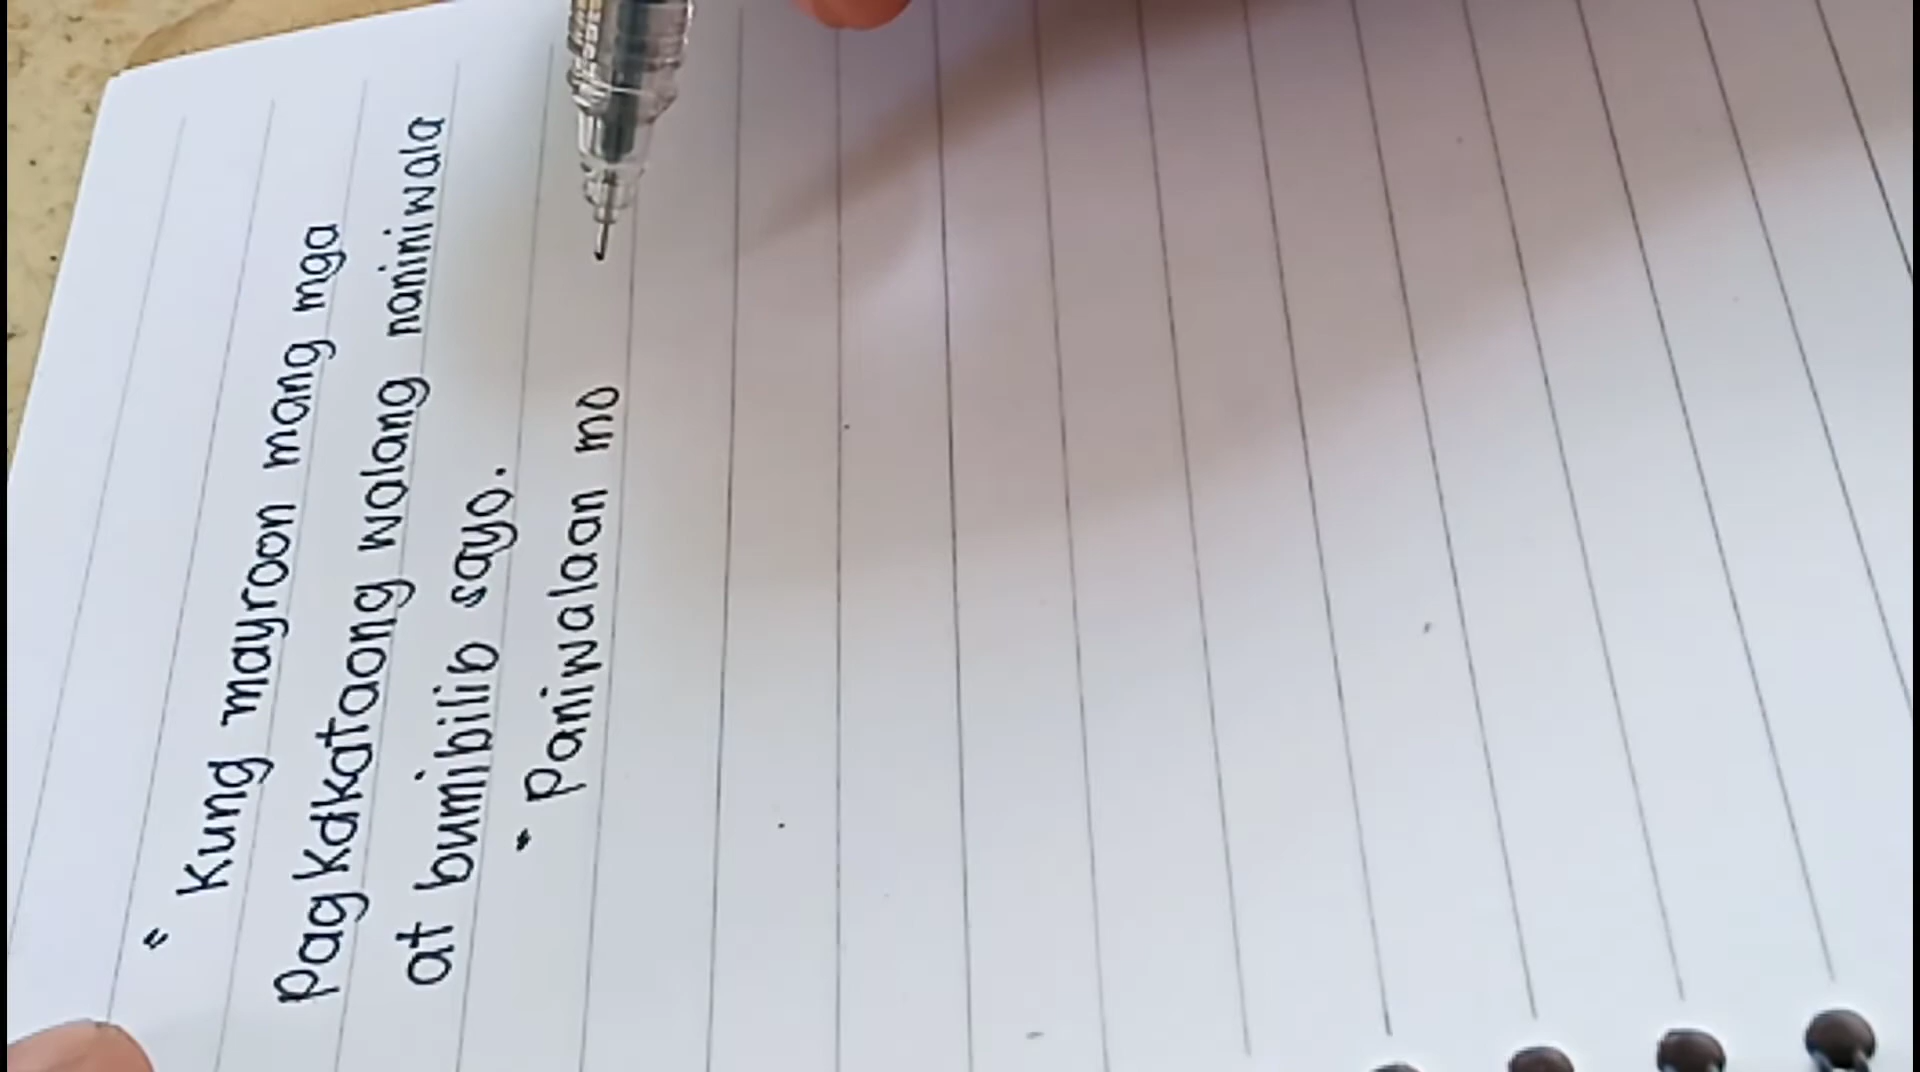 " Kung mayroon mang mga
pagkakataong walang naniniwala
at bumibilib sayo.
" Paniwalaan mo